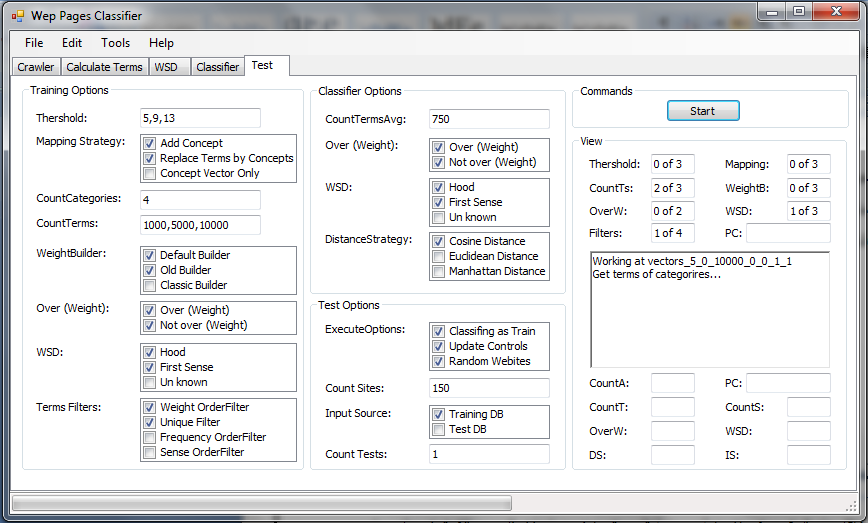 Wep Pages Classifier
File Edit Tools Help
Crawler Calculate Terms WSD Classifier Test
Training Options
Thershold: 5,9,13
Mapping Strategy: Add Concept
Replace Terms by Concepts
Concept Vector Only
CountCategories: 4
CountTerms: 1000,5000,10000
WeightBuilder: Default Builder
Old Builder
Classic Builder
Over (Weight): Over (Weight)
Not over (Weight)
WSD: Hood
First Sense
Un known
Terms Filters: Weight OrderFilter
Unique Filter
Frequency OrderFilter
Sense OrderFilter
Classifier Options
CountTermsAvg: 750
Over (Weight): Over (Weight)
Not over (Weight)
WSD: Hood
First Sense
Un known
DistanceStrategy: Cosine Distance
Euclidean Distance
Manhattan Distance
Test Options
ExecuteOptions: Classifing as Train
Update Controls
Random Webites
Count Sites: 150
Input Source: Training DB
Test DB
Count Tests: 1
Commands
Start
View
Thershold: 0 of 3 Mapping: 0 of 3
CountTs: 2 of 3 WeightB: 0 of 3
OverW: 0 of 2 WSD: 1 of 3
Filters: 1 of 4 PC:
Working at vectors_5_0_10000_0_0_1_1
Get terms of categorires...
CountA: PC:
CountT: CountS:
OverW: WSD:
DS: IS: